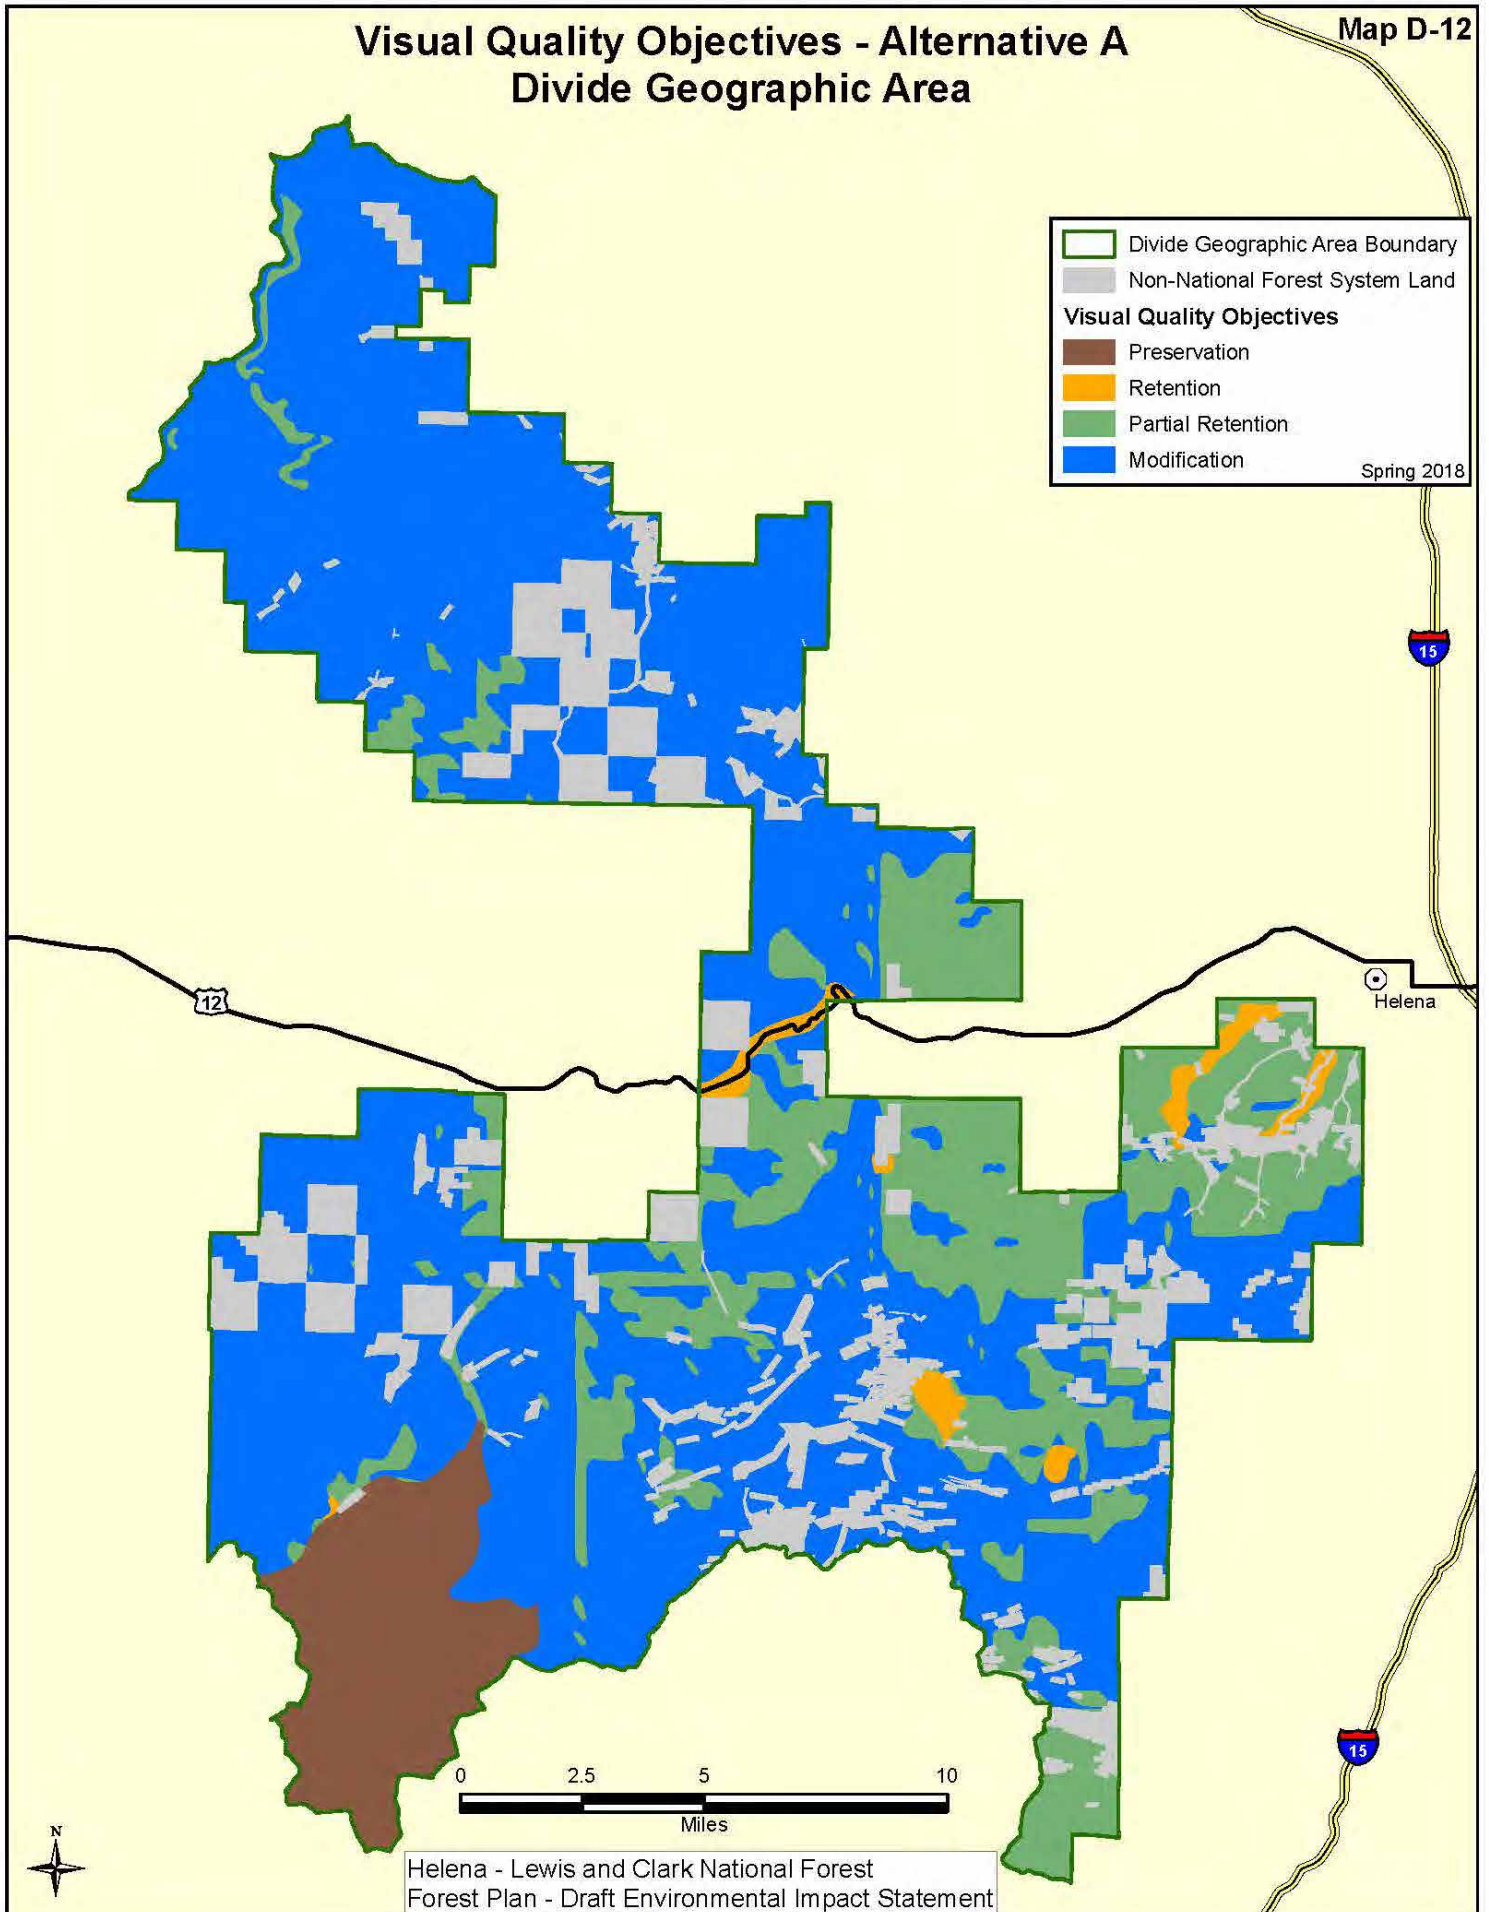 Visual Quality Objectives - Alternative A
Divide Geographic Area
Map D-12
Divide Geographic Area Boundary
Non-National Forest System Land
Visual Quality Objectives
Preservation
Retention
Partial Retention
Modification
Spring 2018
15
12
Helena
15
0 2.5 5 10
Miles
N
Helena - Lewis and Clark National Forest
Forest Plan - Draft Environmental Impact Statement